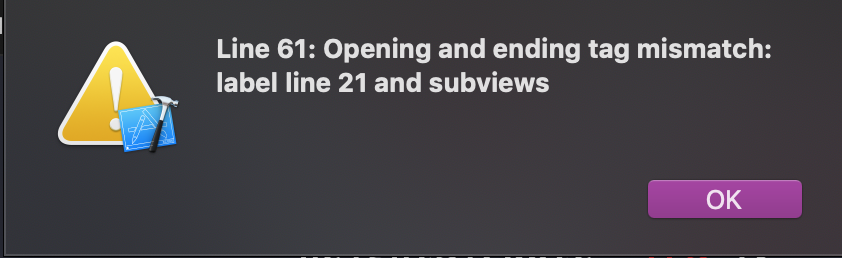 Line 61: Opening and ending tag mismatch:
label line 21 and subviews
OK